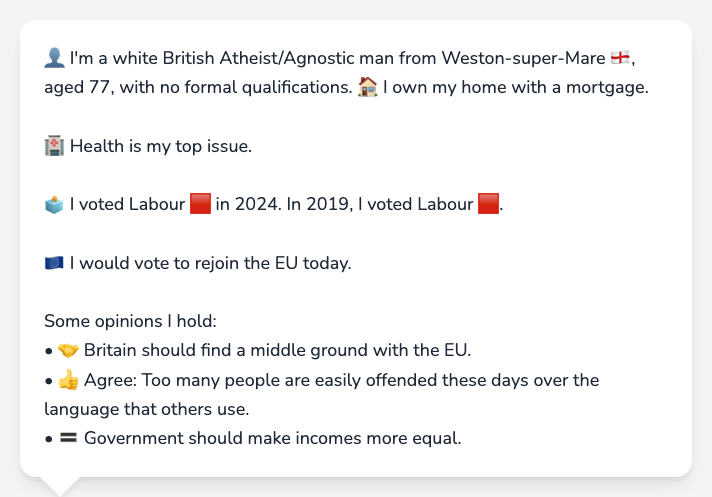 👤 I'm a white British Atheist/Agnostic man from Weston-super-Mare 🏴󠁧󠁢󠁥󠁮󠁧󠁿,
aged 77, with no formal qualifications. 🏠 I own my home with a mortgage.
🏥 Health is my top issue.
🗳️ I voted Labour 🟥 in 2024. In 2019, I voted Labour 🟥.
🇪🇺 I would vote to rejoin the EU today.
Some opinions I hold:
• 🤝 Britain should find a middle ground with the EU.
• 👍 Agree: Too many people are easily offended these days over the
language that others use.
• 🟰 Government should make incomes more equal.